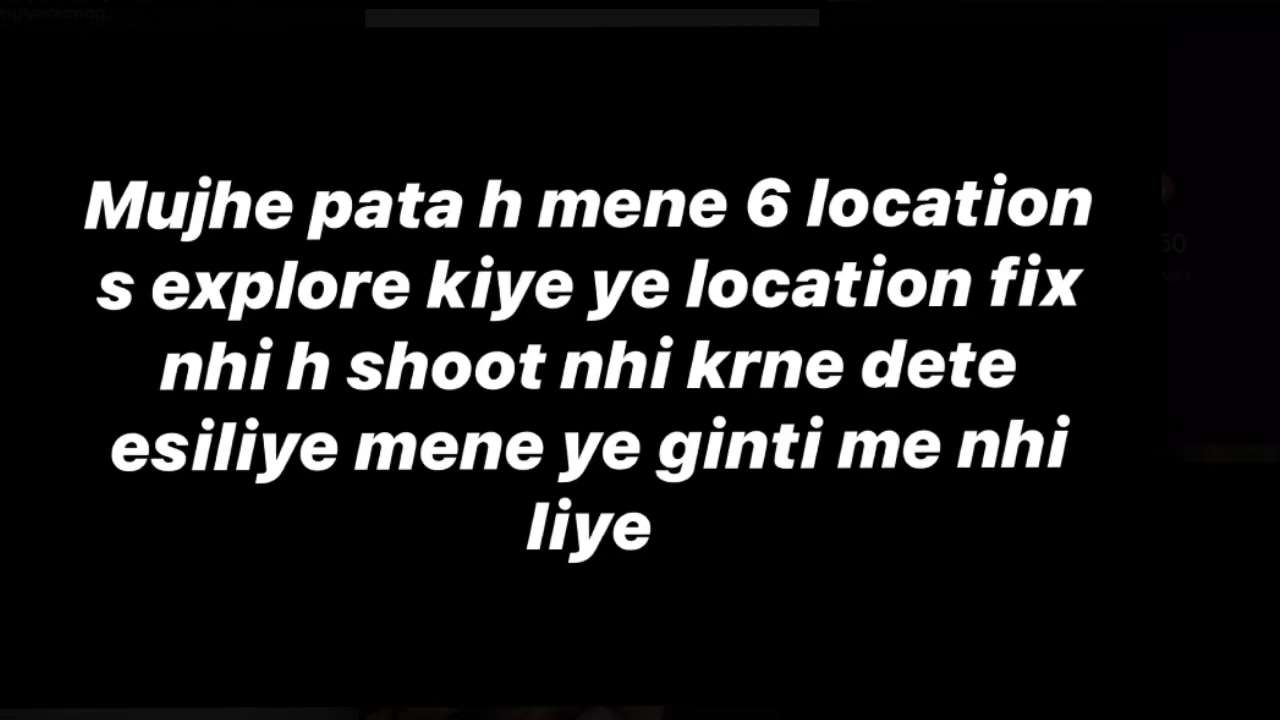 Mujhe pata h mene 6 location
s explore kiye ye location fix
nhi h shoot nhi krne dete
esiliye mene ye ginti me nhi
liye